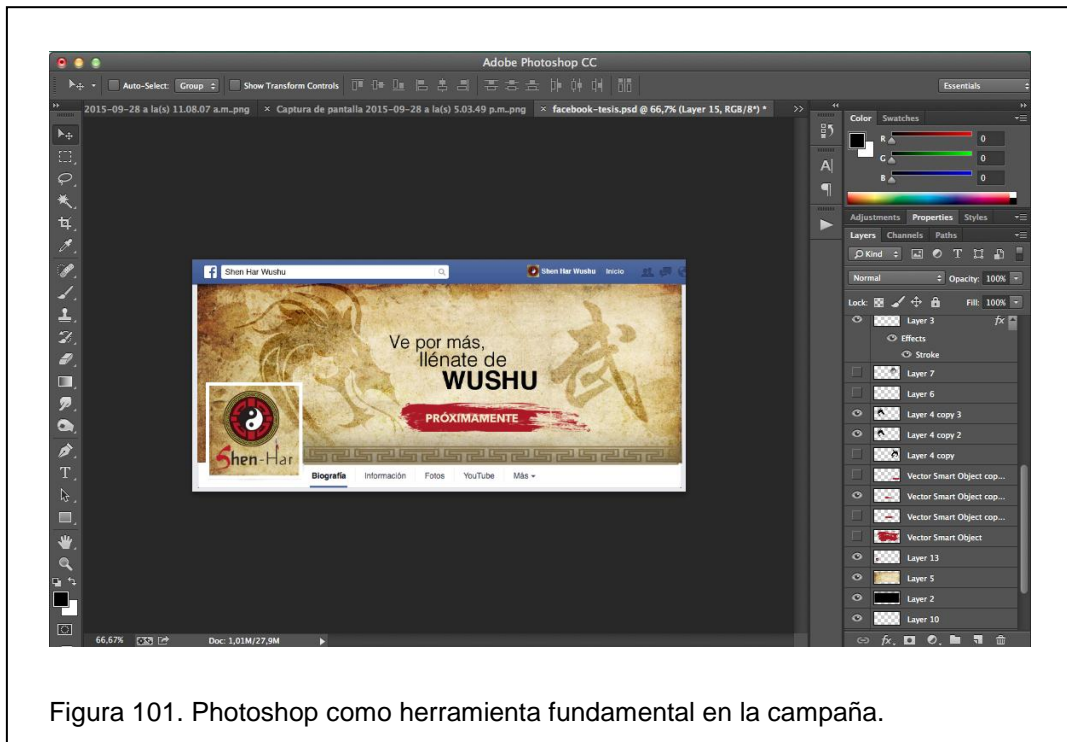 Adobe Photoshop CC
Auto-Select: Group Show Transform Controls Essentials
2015-09-28 a la(s) 11.08.07 a.m..png × Captura de pantalla 2015-09-28 a la(s) 5.03.49 p.m..png × facebook-tesis.psd @ 66,7% (Layer 15, RGB/8*) *
Color Swatches
R 0
G 0
B 0
Adjustments Properties Styles
Layers Channels Paths
Kind
Normal Opacity: 100%
Lock: Fill: 100%
Layer 3 fx
Effects
Stroke
Layer 7
Layer 6
Layer 4 copy 3
Layer 4 copy 2
Layer 4 copy
Vector Smart Object cop...
Vector Smart Object cop...
Vector Smart Object cop...
Vector Smart Object
Layer 13
Layer 5
Layer 2
Layer 10
Shen Har Wushu Shen Har Wushu Inicio
Ve por más,
llénate de
WUSHU
武
PRÓXIMAMENTE
Shen-Har
Biografía Información Fotos YouTube Más
66,67% Doc: 1,01M/27,9M
Figura 101. Photoshop como herramienta fundamental en la campaña.